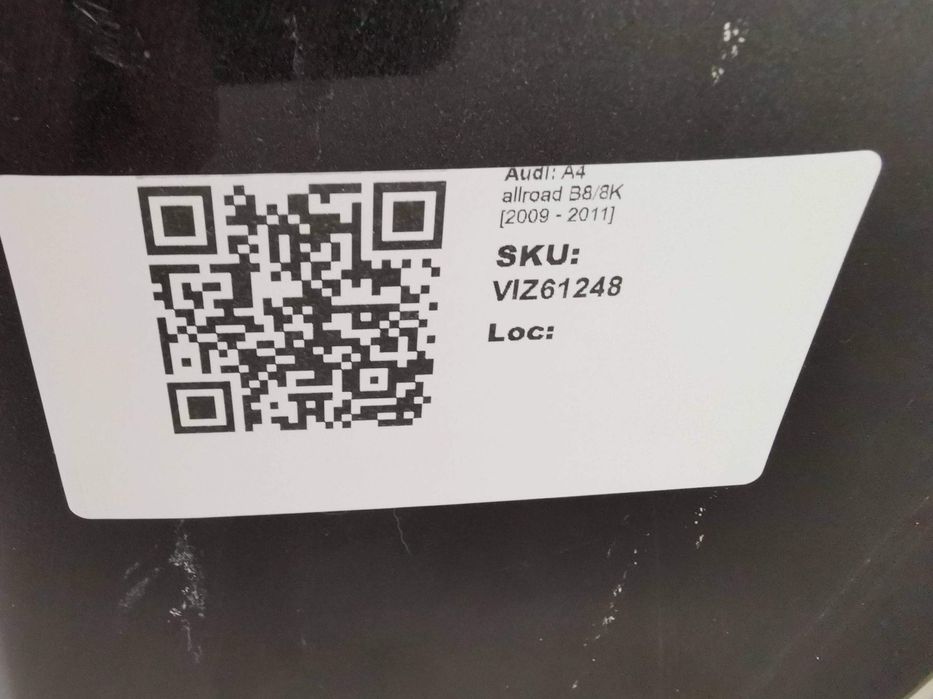 Audi: A4
allroad B8/8K
[2009 - 2011]
SKU:
VIZ61248
Loc: